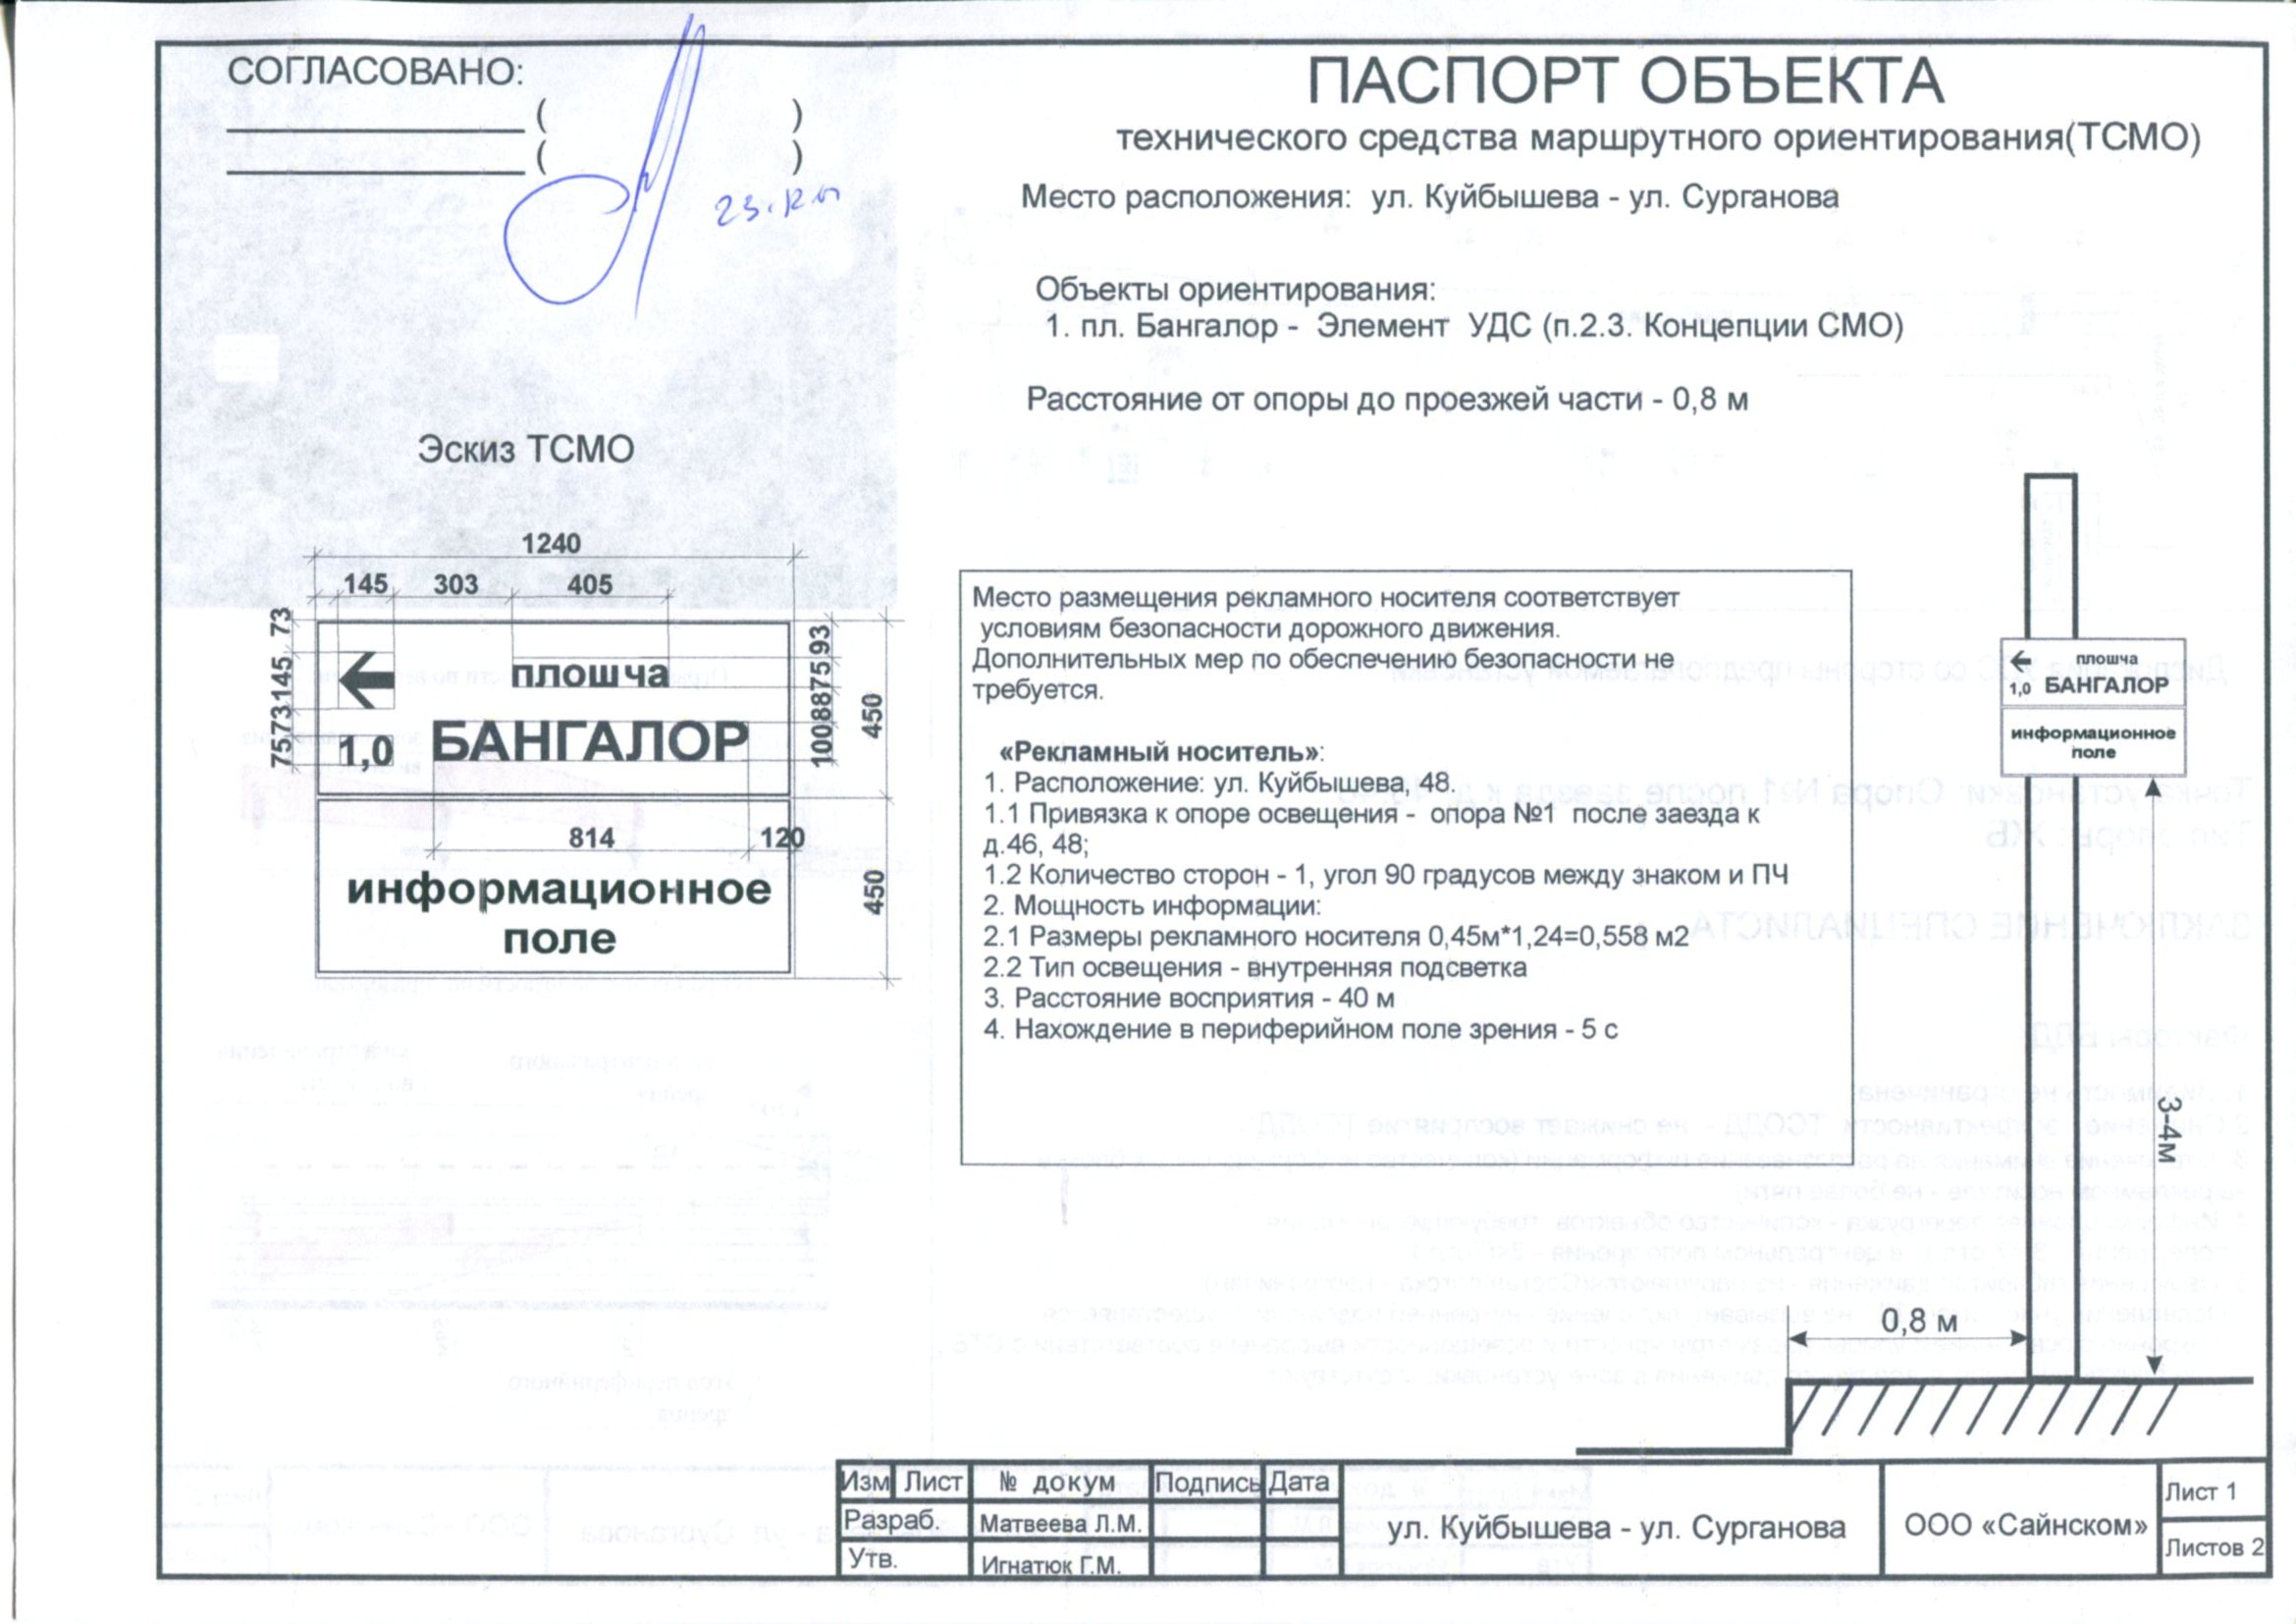 СОГЛАСОВАНО:
( )
( )
ПАСПОРТ ОБЪЕКТА
технического средства маршрутного ориентирования(ТСМО)
Место расположения: ул. Куйбышева - ул. Сурганова
Объекты ориентирования:
1. пл. Бангалор - Элемент УДС (п.2.3. Концепции СМО)
Расстояние от опоры до проезжей части - 0,8 м
Эскиз ТСМО
1240
145 303 405
73
145
73
75
93
75
88
100
450
450
плошча
1,0 БАНГАЛОР
814 120
информационное
поле
Место размещения рекламного носителя соответствует
условиям безопасности дорожного движения.
Дополнительных мер по обеспечению безопасности не
требуется.
«Рекламный носитель»:
1. Расположение: ул. Куйбышева, 48.
1.1 Привязка к опоре освещения - опора №1 после заезда к
д.46, 48;
1.2 Количество сторон - 1, угол 90 градусов между знаком и ПЧ
2. Мощность информации:
2.1 Размеры рекламного носителя 0,45м*1,24=0,558 м2
2.2 Тип освещения - внутренняя подсветка
3. Расстояние восприятия - 40 м
4. Нахождение в периферийном поле зрения - 5 с
плошча
1,0 БАНГАЛОР
информационное
поле
3-4м
0,8 м
Изм Лист № докум Подпись Дата
Разраб. Матвеева Л.М.
Утв. Игнатюк Г.М.
ул. Куйбышева - ул. Сурганова
ООО «Сайнском»
Лист 1
Листов 2